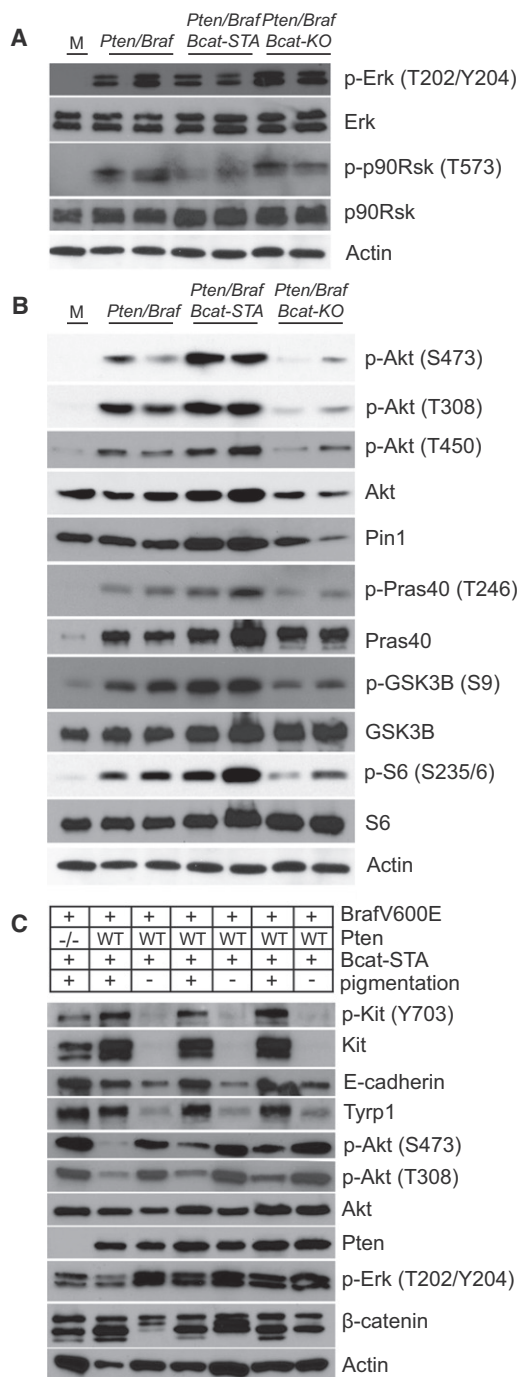 A
M Pten/Braf Pten/Braf Bcat-STA Pten/Braf Bcat-KO
p-Erk (T202/Y204)
Erk
p-p90Rsk (T573)
p90Rsk
Actin
B
M Pten/Braf Pten/Braf Bcat-STA Pten/Braf Bcat-KO
p-Akt (S473)
p-Akt (T308)
p-Akt (T450)
Akt
Pin1
p-Pras40 (T246)
Pras40
p-GSK3B (S9)
GSK3B
p-S6 (S235/6)
S6
Actin
C
+ + + + + + + BrafV600E
-/- WT WT WT WT WT WT Pten
+ + + + + + + Bcat-STA
+ + - + - + - pigmentation
p-Kit (Y703)
Kit
E-cadherin
Tyrp1
p-Akt (S473)
p-Akt (T308)
Akt
Pten
p-Erk (T202/Y204)
β-catenin
Actin